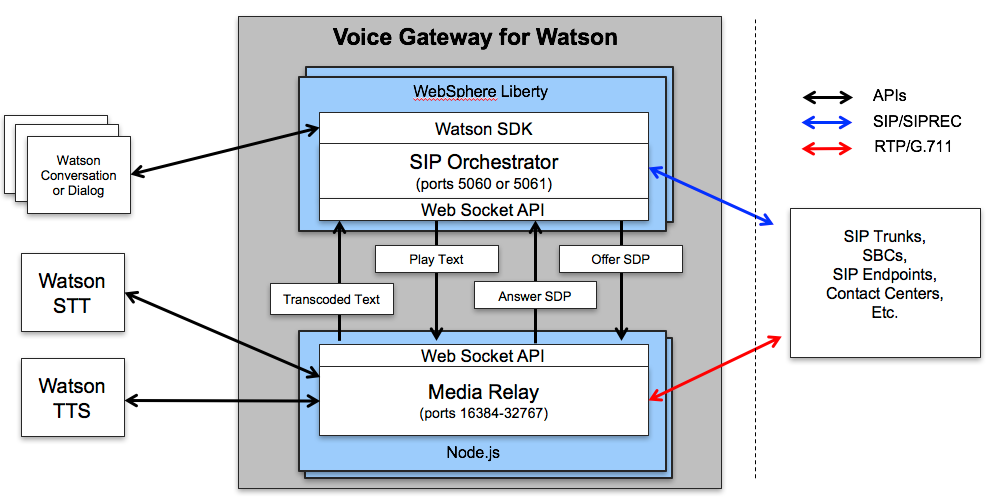 Voice Gateway for Watson
WebSphere Liberty
Watson SDK
SIP Orchestrator
(ports 5060 or 5061)
Web Socket API
Watson
Conversation
or Dialog
Watson
STT
Watson
TTS
Play Text
Offer SDP
Transcoded Text
Answer SDP
Web Socket API
Media Relay
(ports 16384-32767)
Node.js
APIs
SIP/SIPREC
RTP/G.711
SIP Trunks,
SBCs,
SIP Endpoints,
Contact Centers,
Etc.